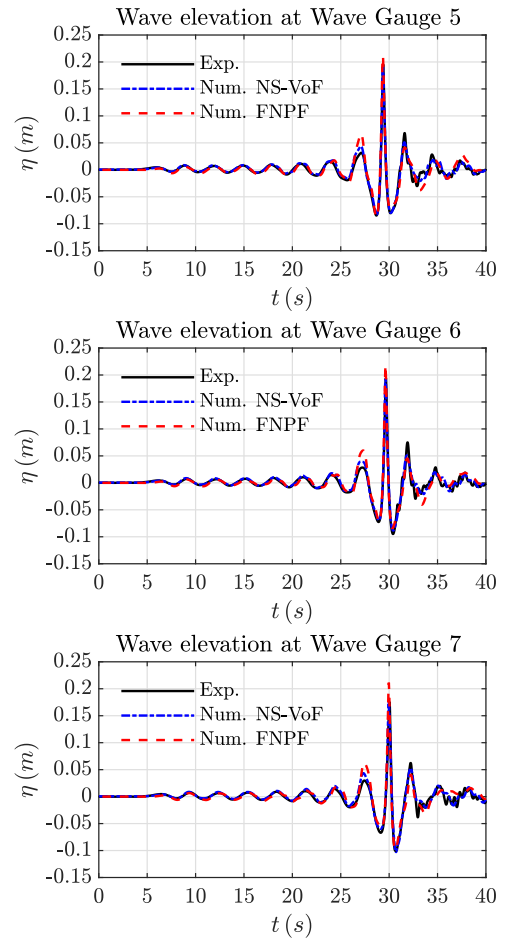 Wave elevation at Wave Gauge 5
0.25
0.2
0.15
0.1
0.05
0
-0.05
-0.1
-0.15
η (m)
Exp.
Num. NS-VoF
Num. FNPF
0 5 10 15 20 25 30 35 40
t (s)
Wave elevation at Wave Gauge 6
0.25
0.2
0.15
0.1
0.05
0
-0.05
-0.1
-0.15
η (m)
Exp.
Num. NS-VoF
Num. FNPF
0 5 10 15 20 25 30 35 40
t (s)
Wave elevation at Wave Gauge 7
0.25
0.2
0.15
0.1
0.05
0
-0.05
-0.1
-0.15
η (m)
Exp.
Num. NS-VoF
Num. FNPF
0 5 10 15 20 25 30 35 40
t (s)